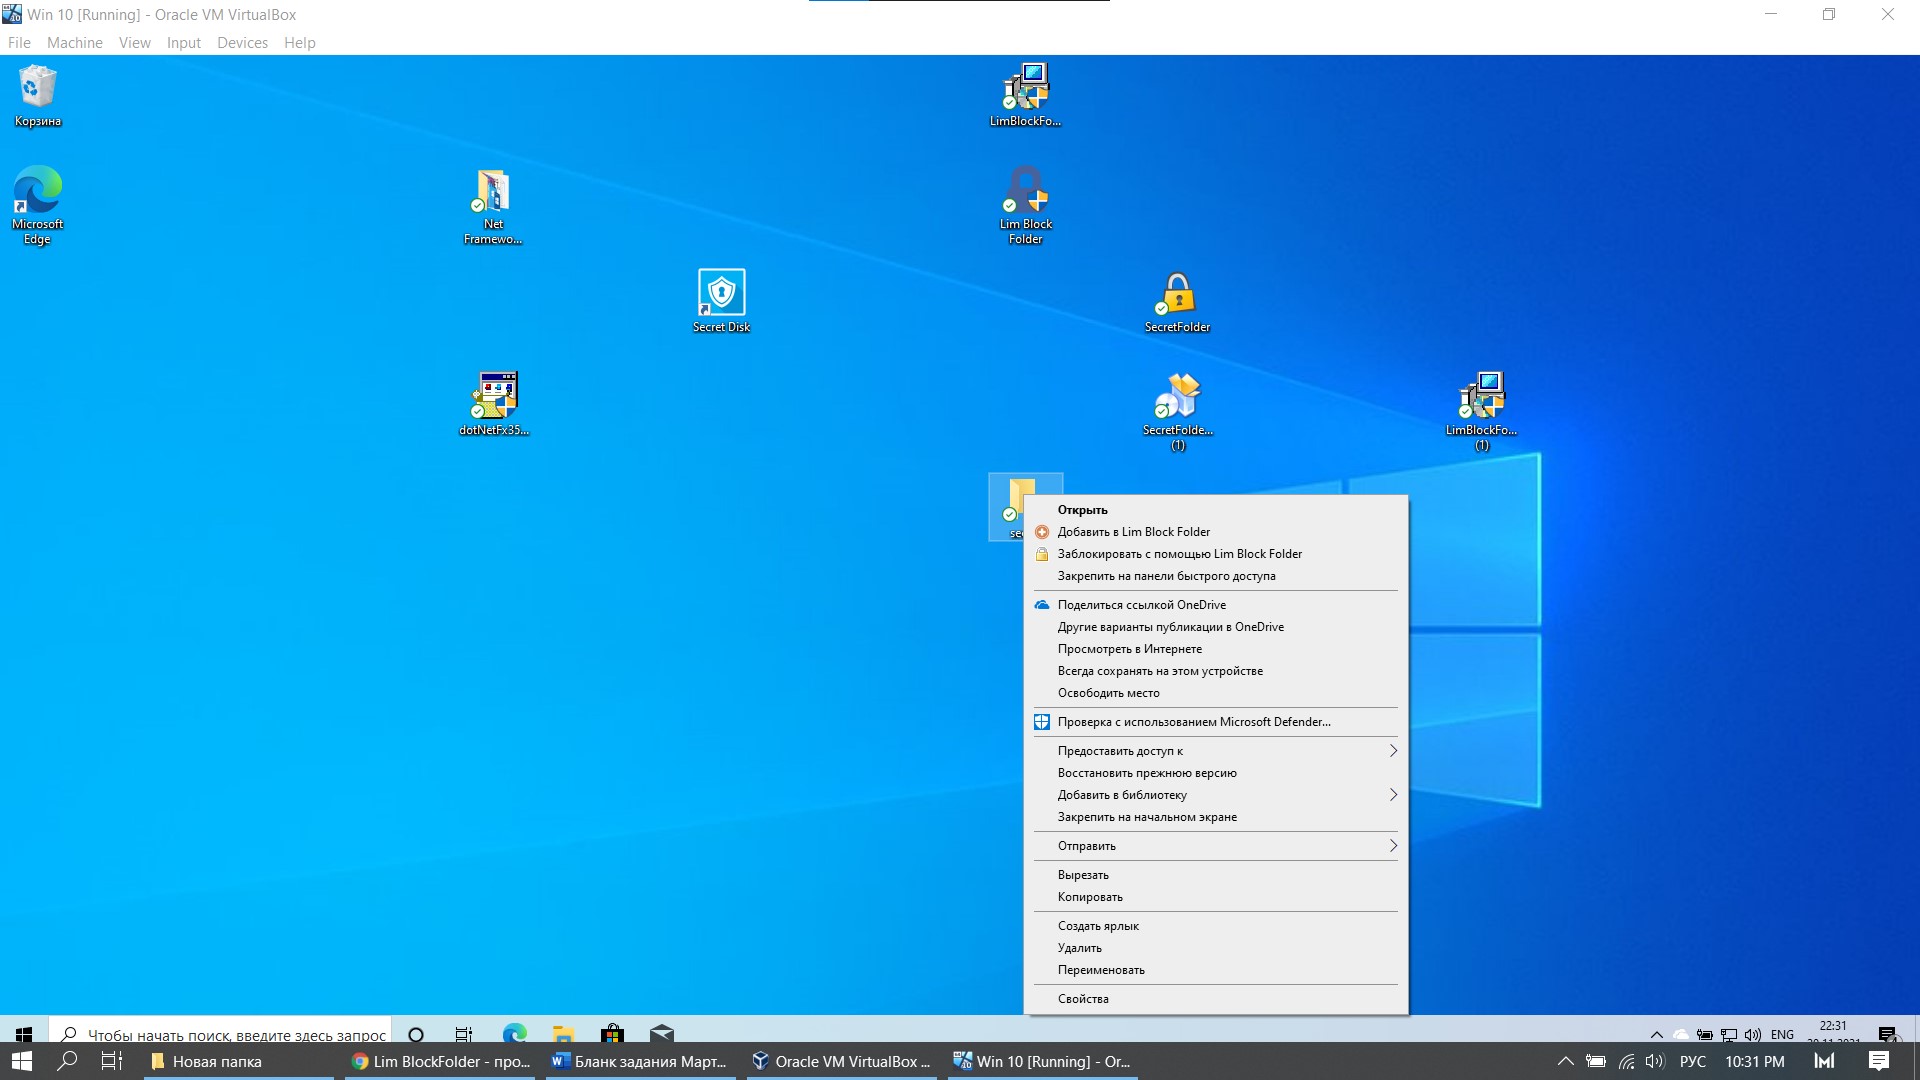 Win 10 [Running] - Oracle VM VirtualBox
File Machine View Input Devices Help
Корзина
LimBlockFo...
Microsoft
Edge
Net
Framewo...
Lim Block
Folder
Secret Disk
SecretFolder
dotNetFx35...
SecretFolde...
(1)
LimBlockFo...
(1)
Открыть
Добавить в Lim Block Folder
Заблокировать с помощью Lim Block Folder
Закрепить на панели быстрого доступа
Поделиться ссылкой OneDrive
Другие варианты публикации в OneDrive
Просмотреть в Интернете
Всегда сохранять на этом устройстве
Освободить место
Проверка с использованием Microsoft Defender...
Предоставить доступ к
Восстановить прежнюю версию
Добавить в библиотеку
Закрепить на начальном экране
Отправить
Вырезать
Копировать
Создать ярлык
Удалить
Переименовать
Свойства
Чтобы начать поиск, введите здесь запрос
ENG
22:31
Новая папка
Lim BlockFolder - про...
Бланк задания Март...
Oracle VM VirtualBox ...
Win 10 [Running] - Or...
РУС
10:31 PM